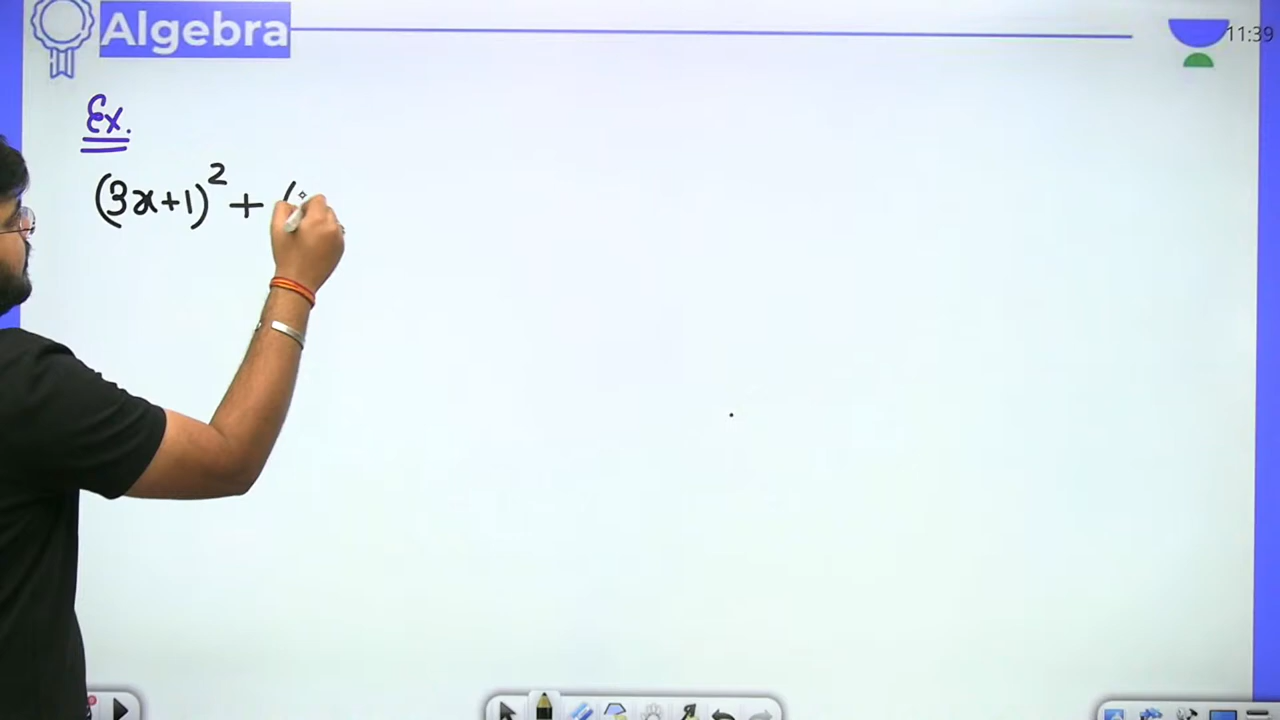 Algebra
11:39
Ex.
(3x+1)² + (